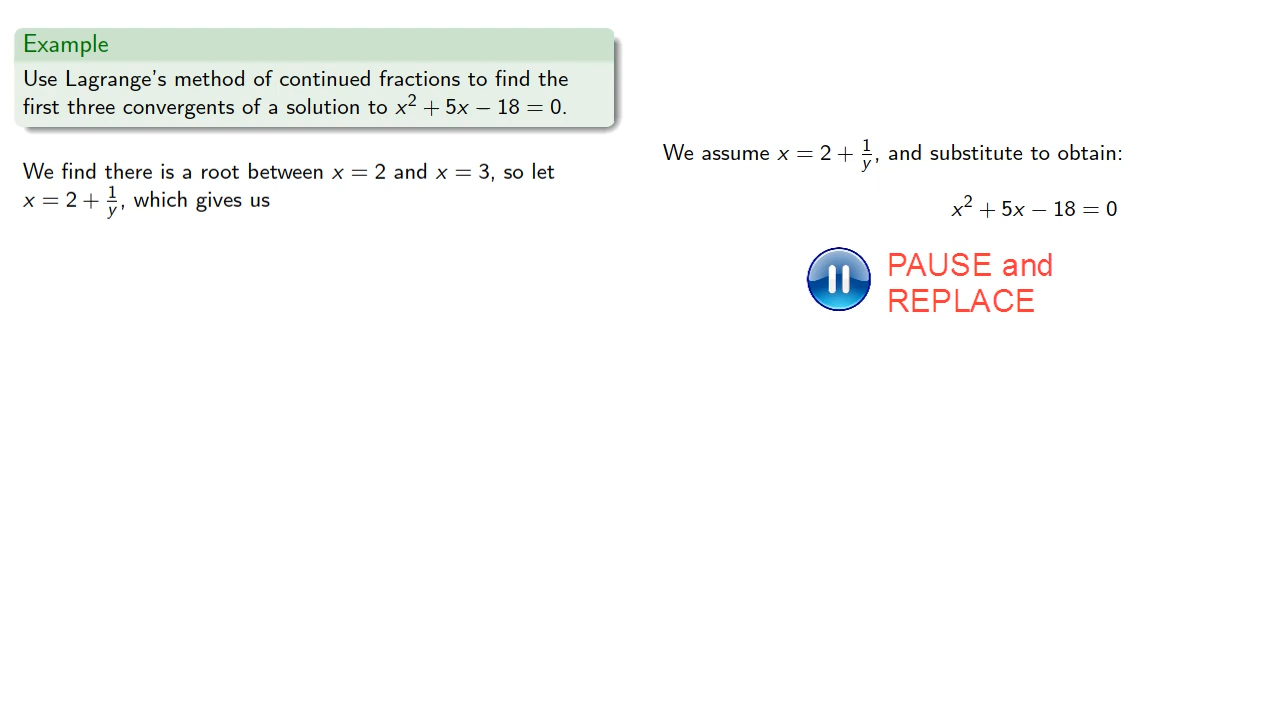 Example
Use Lagrange's method of continued fractions to find the
first three convergents of a solution to x² + 5x − 18 = 0.
We find there is a root between x = 2 and x = 3, so let
x = 2 + 1/y, which gives us
We assume x = 2 + 1/y, and substitute to obtain:
x² + 5x − 18 = 0
PAUSE and
REPLACE